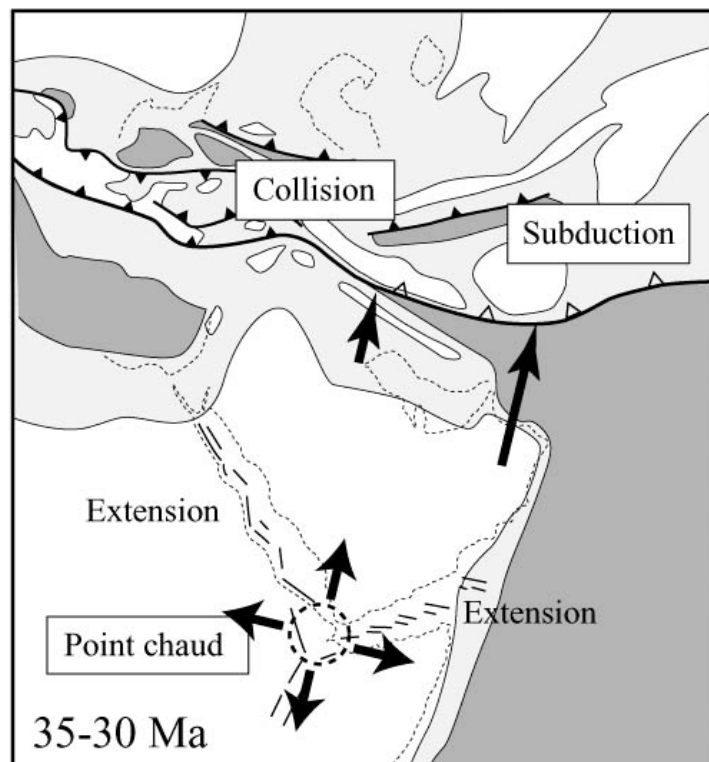 Collision
Subduction
Extension
Extension
Point chaud
35-30 Ma